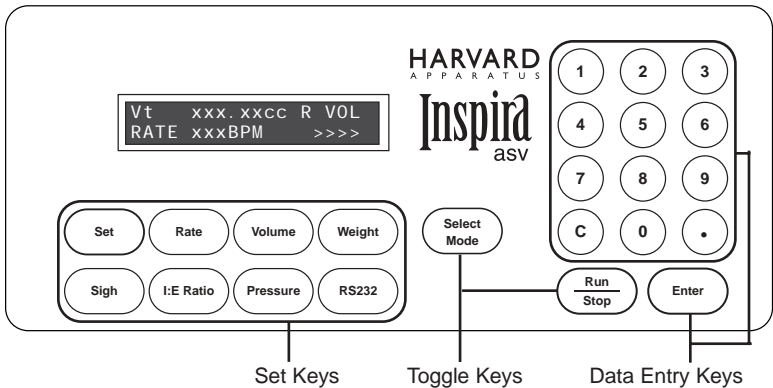 HARVARD
APPARATUS
Inspira
asv
Vt xxx.xxcc R VOL
RATE xxxBPM >>>>
1 2 3
4 5 6
7 8 9
C 0 .
Set Rate Volume Weight
Sigh I:E Ratio Pressure RS232
Select
Mode
Run
Stop
Enter
Set Keys Toggle Keys Data Entry Keys